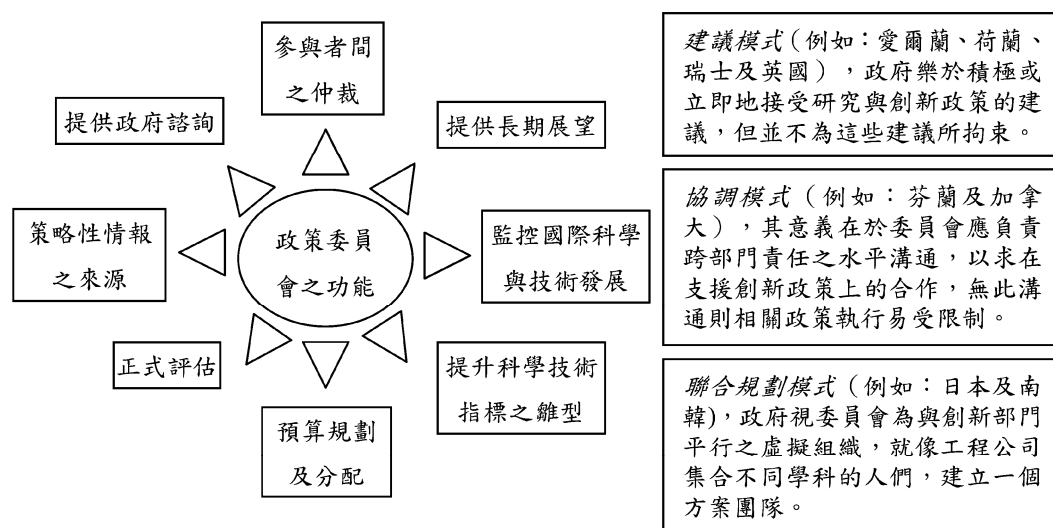 參與者間
之仲裁
提供政府諮詢
提供長期展望
策略性情報
之來源
政策委員
會之功能
監控國際科學
與技術發展
正式評估
提升科學技術
指標之雛型
預算規劃
及分配
建議模式(例如：愛爾蘭、荷蘭、
瑞士及英國)，政府樂於積極或
立即地接受研究與創新政策的建
議，但並不為這些建議所拘束。
協調模式(例如：芬蘭及加拿
大)，其意義在於委員會應負責
跨部門責任之水平溝通，以求在
支援創新政策上的合作，無此溝
通則相關政策執行易受限制。
聯合規劃模式(例如：日本及南
韓)，政府視委員會為與創新部門
平行之虛擬組織，就像工程公司
集合不同學科的人們，建立一個
方案團隊。